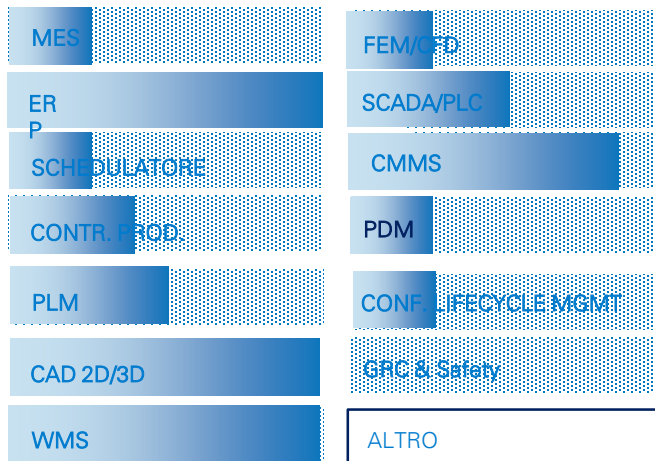 MES
ER
P
SCHEDULATORE
CONTR. PROD.
PLM
CAD 2D/3D
WMS
FEM/CFD
SCADA/PLC
CMMS
PDM
CONF. LIFECYCLE MGMT
GRC & Safety
ALTRO